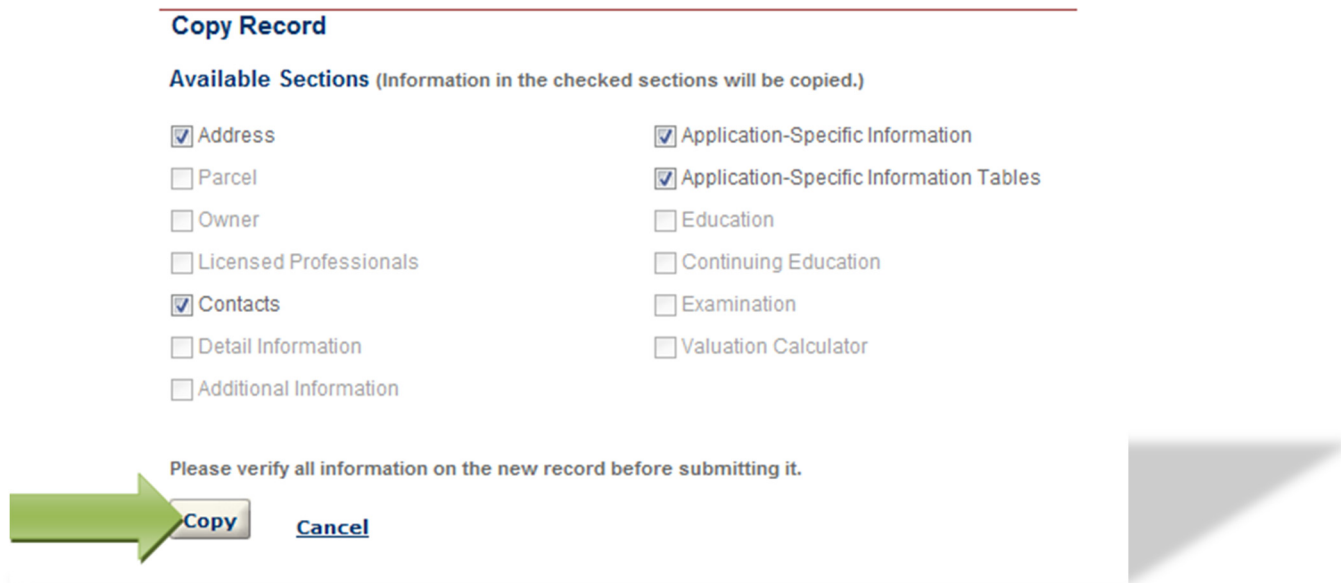 Copy Record
Available Sections (Information in the checked sections will be copied.)
Address
Parcel
Owner
Licensed Professionals
Contacts
Detail Information
Additional Information
Application-Specific Information
Application-Specific Information Tables
Education
Continuing Education
Examination
Valuation Calculator
Please verify all information on the new record before submitting it.
Copy Cancel